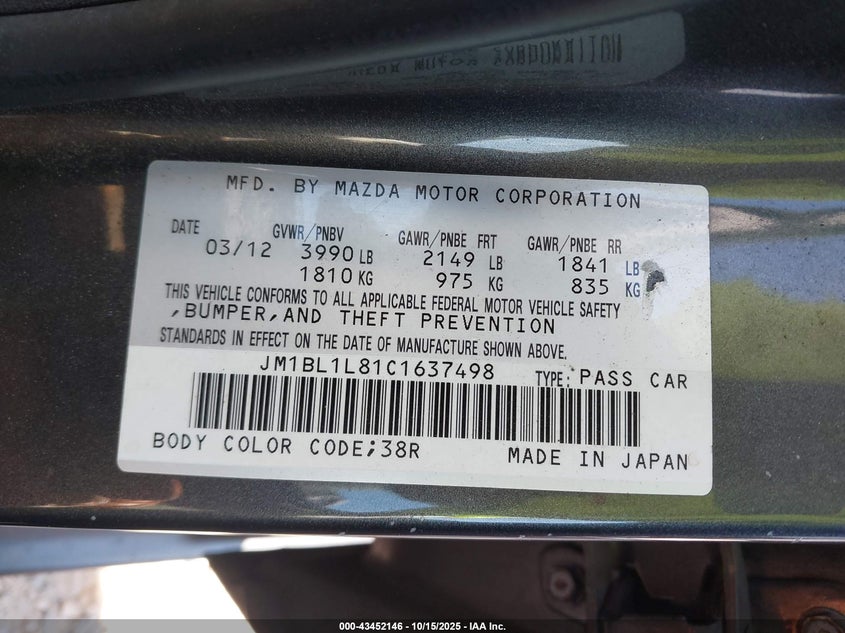 MFD. BY MAZDA MOTOR CORPORATION
DATE GVWR/PNBV GAWR/PNBE FRT GAWR/PNBE RR
03/12 3990 LB 2149 LB 1841 LB
1810 KG 975 KG 835 KG
THIS VEHICLE CONFORMS TO ALL APPLICABLE FEDERAL MOTOR VEHICLE SAFETY
,BUMPER,AND THEFT PREVENTION
STANDARDS IN EFFECT ON THE DATE OF MANUFACTURE SHOWN ABOVE.
JM1BL1L81C1637498 TYPE: PASS CAR
BODY COLOR CODE;38R MADE IN JAPAN
000-43452146 - 10/15/2025 - IAA Inc.